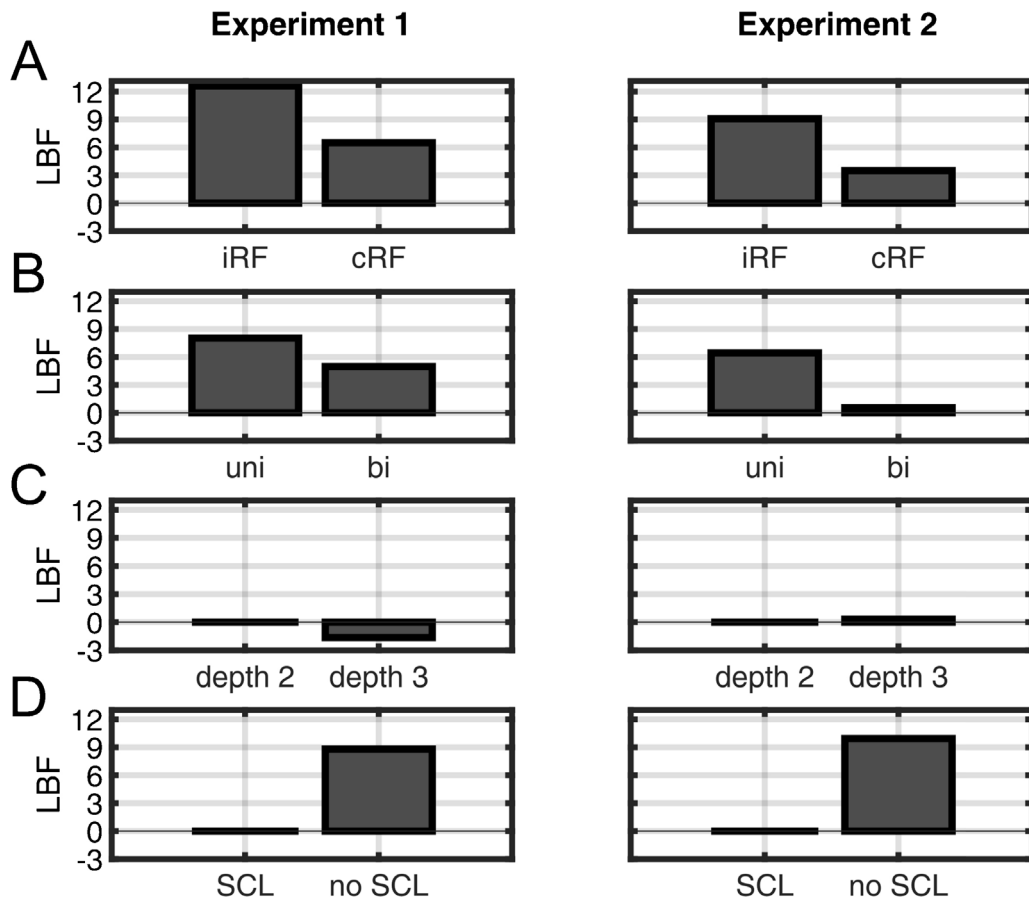 Experiment 1 Experiment 2
A
12
9
6
3
0
-3
LBF
iRF cRF iRF cRF
B
12
9
6
3
0
-3
LBF
uni bi uni bi
C
12
9
6
3
0
-3
LBF
depth 2 depth 3 depth 2 depth 3
D
12
9
6
3
0
-3
LBF
SCL no SCL SCL no SCL